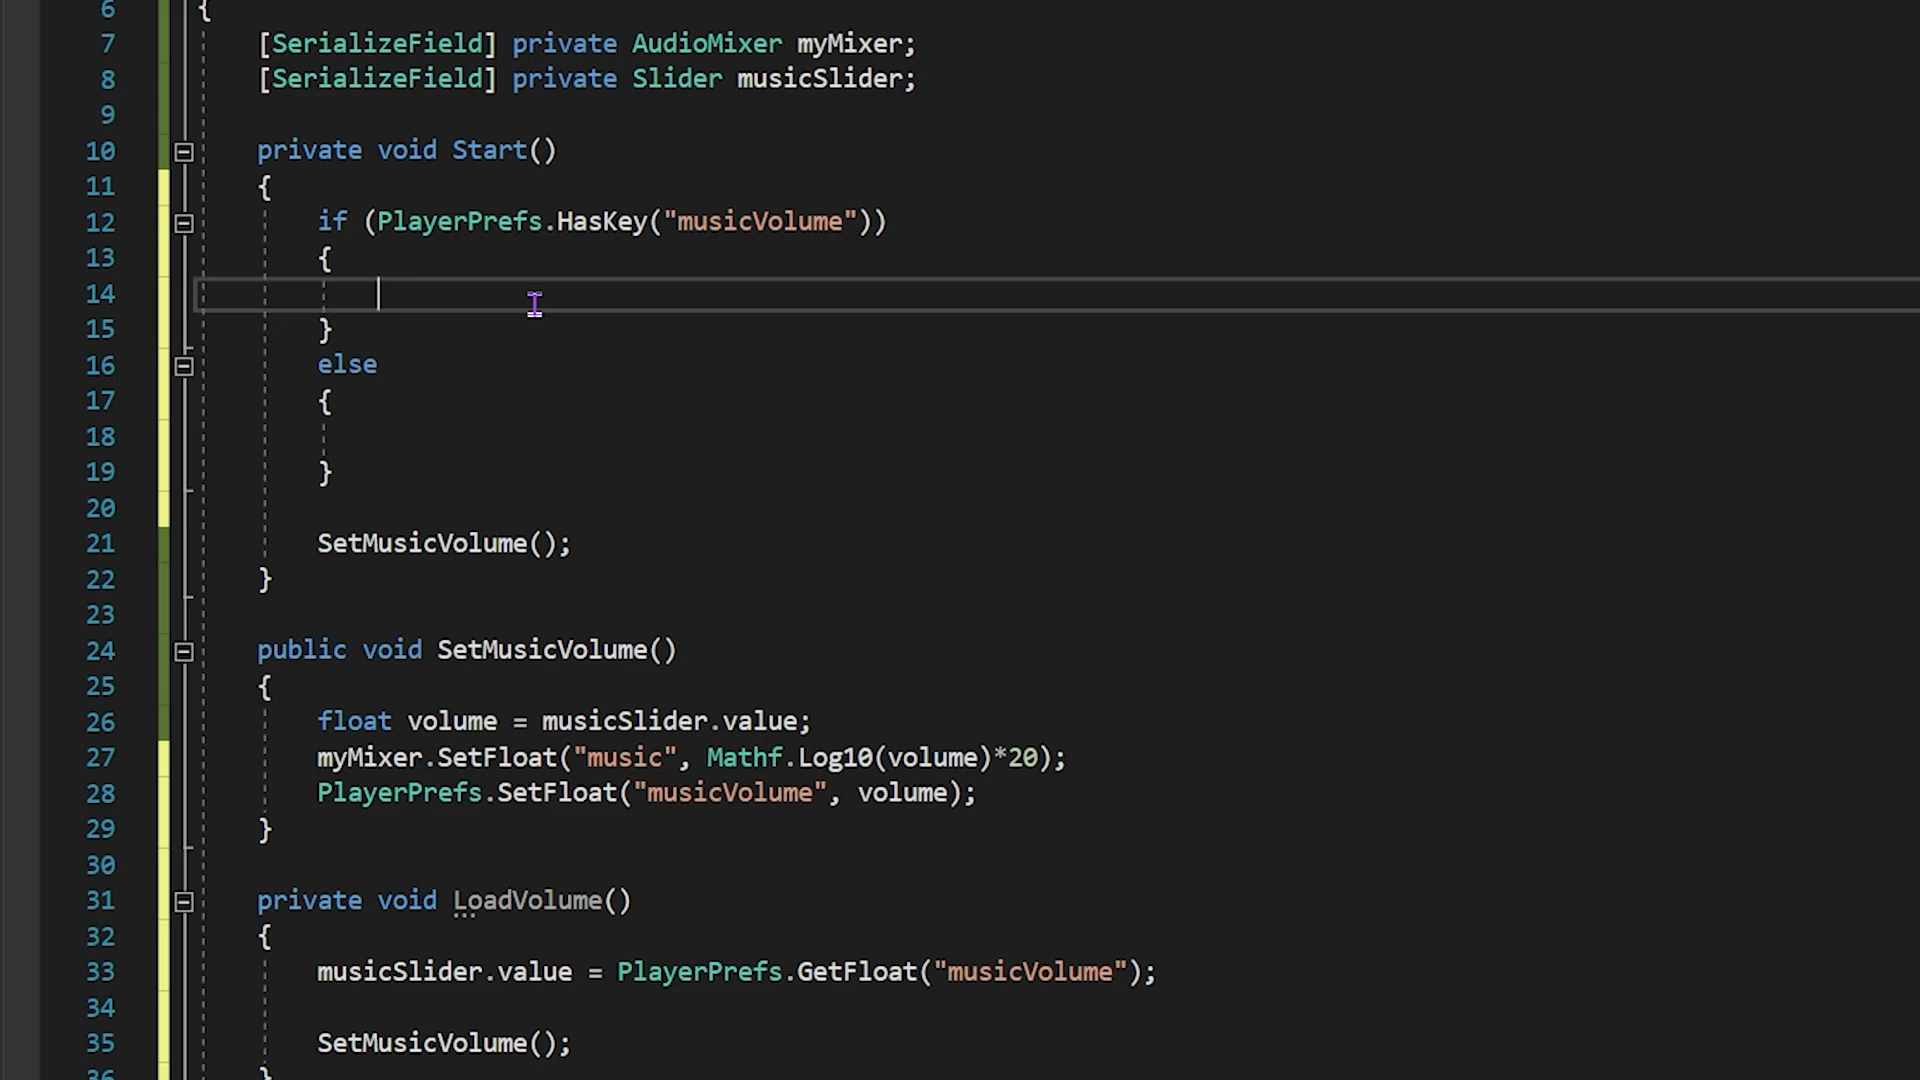 6 {
7 [SerializeField] private AudioMixer myMixer;
8 [SerializeField] private Slider musicSlider;
9
10 private void Start()
11 {
12 if (PlayerPrefs.HasKey("musicVolume"))
13 {
14
15 }
16 else
17 {
18
19 }
20
21 SetMusicVolume();
22 }
23
24 public void SetMusicVolume()
25 {
26 float volume = musicSlider.value;
27 myMixer.SetFloat("music", Mathf.Log10(volume)*20);
28 PlayerPrefs.SetFloat("musicVolume", volume);
29 }
30
31 private void LoadVolume()
32 {
33 musicSlider.value = PlayerPrefs.GetFloat("musicVolume");
34
35 SetMusicVolume();
36 }